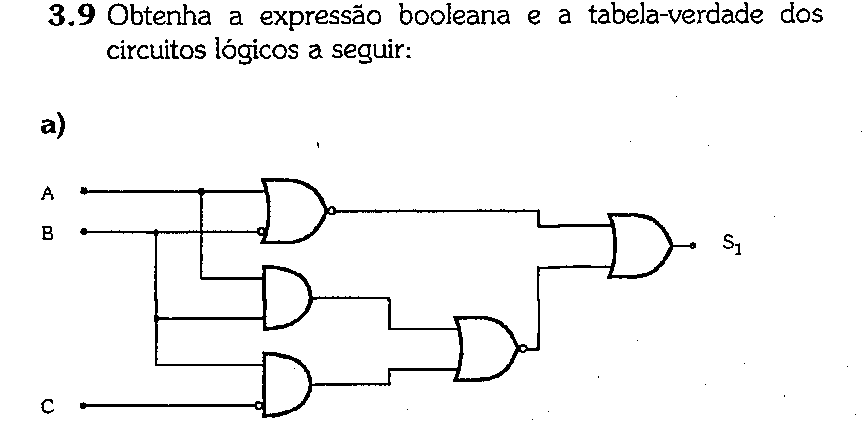 3.9 Obtenha a expressão booleana e a tabela-verdade dos
circuitos lógicos a seguir:
a)
A
B
S1
C